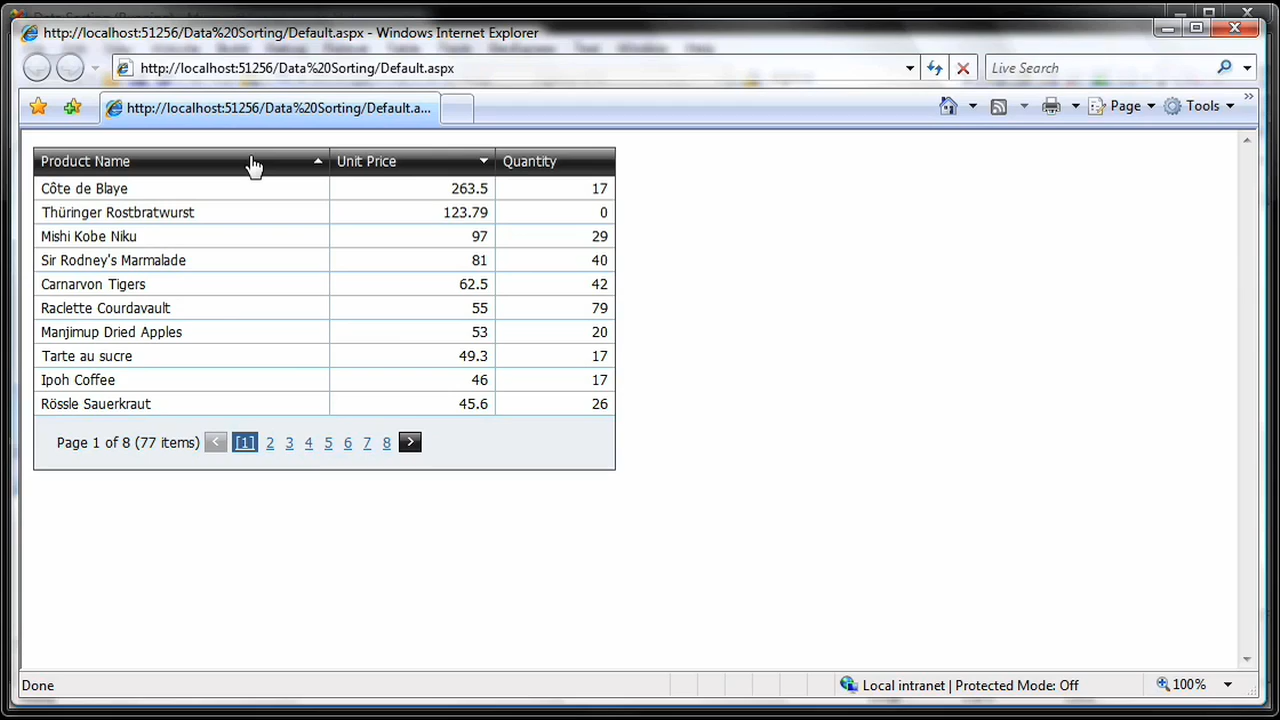 http://localhost:51256/Data%20Sorting/Default.aspx - Windows Internet Explorer
http://localhost:51256/Data%20Sorting/Default.aspx
Live Search
http://localhost:51256/Data%20Sorting/Default.a...
Page
Tools
Product Name Unit Price Quantity
Côte de Blaye 263.5 17
Thüringer Rostbratwurst 123.79 0
Mishi Kobe Niku 97 29
Sir Rodney's Marmalade 81 40
Carnarvon Tigers 62.5 42
Raclette Courdavault 55 79
Manjimup Dried Apples 53 20
Tarte au sucre 49.3 17
Ipoh Coffee 46 17
Rössle Sauerkraut 45.6 26
Page 1 of 8 (77 items) < [1] 2 3 4 5 6 7 8 >
Done
Local intranet | Protected Mode: Off
100%